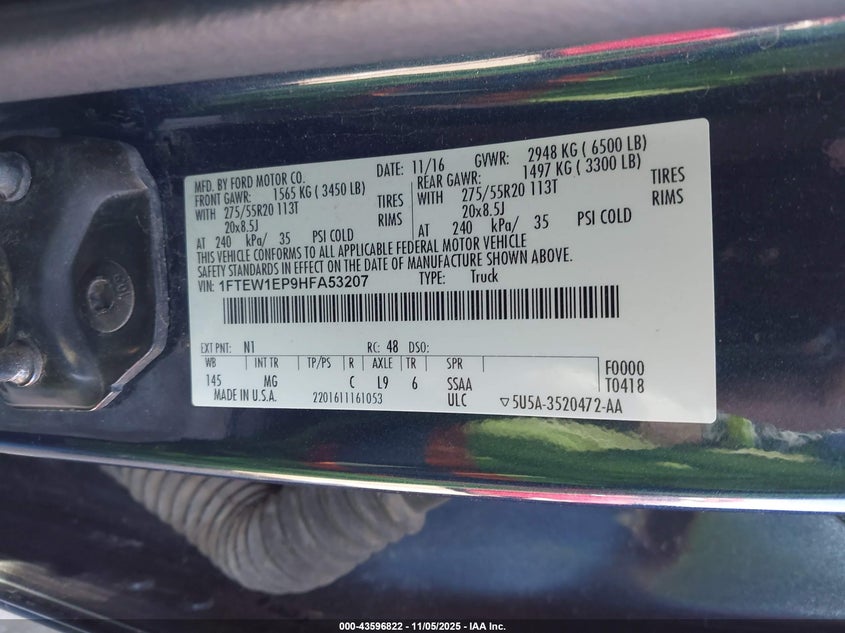 MFD. BY FORD MOTOR CO.
DATE: 11/16 GVWR: 2948 KG ( 6500 LB)
FRONT GAWR: 1565 KG ( 3450 LB)
REAR GAWR: 1497 KG ( 3300 LB)
WITH 275/55R20 113T TIRES
WITH 275/55R20 113T TIRES
20x8.5J RIMS
20x8.5J RIMS
AT 240 kPa/ 35 PSI COLD
AT 240 kPa/ 35 PSI COLD
THIS VEHICLE CONFORMS TO ALL APPLICABLE FEDERAL MOTOR VEHICLE
SAFETY STANDARDS IN EFFECT ON THE DATE OF MANUFACTURE SHOWN ABOVE.
VIN: 1FTEW1EP9HFA53207 TYPE: Truck
EXT PNT: N1 RC: 48 DSO:
WB INT TR TP/PS R AXLE TR SPR F0000
145 MG C L9 6 SSAA T0418
MADE IN U.S.A. 2201611161053 ULC ▽5U5A-3520472-AA
000-43596822 - 11/05/2025 - IAA Inc.